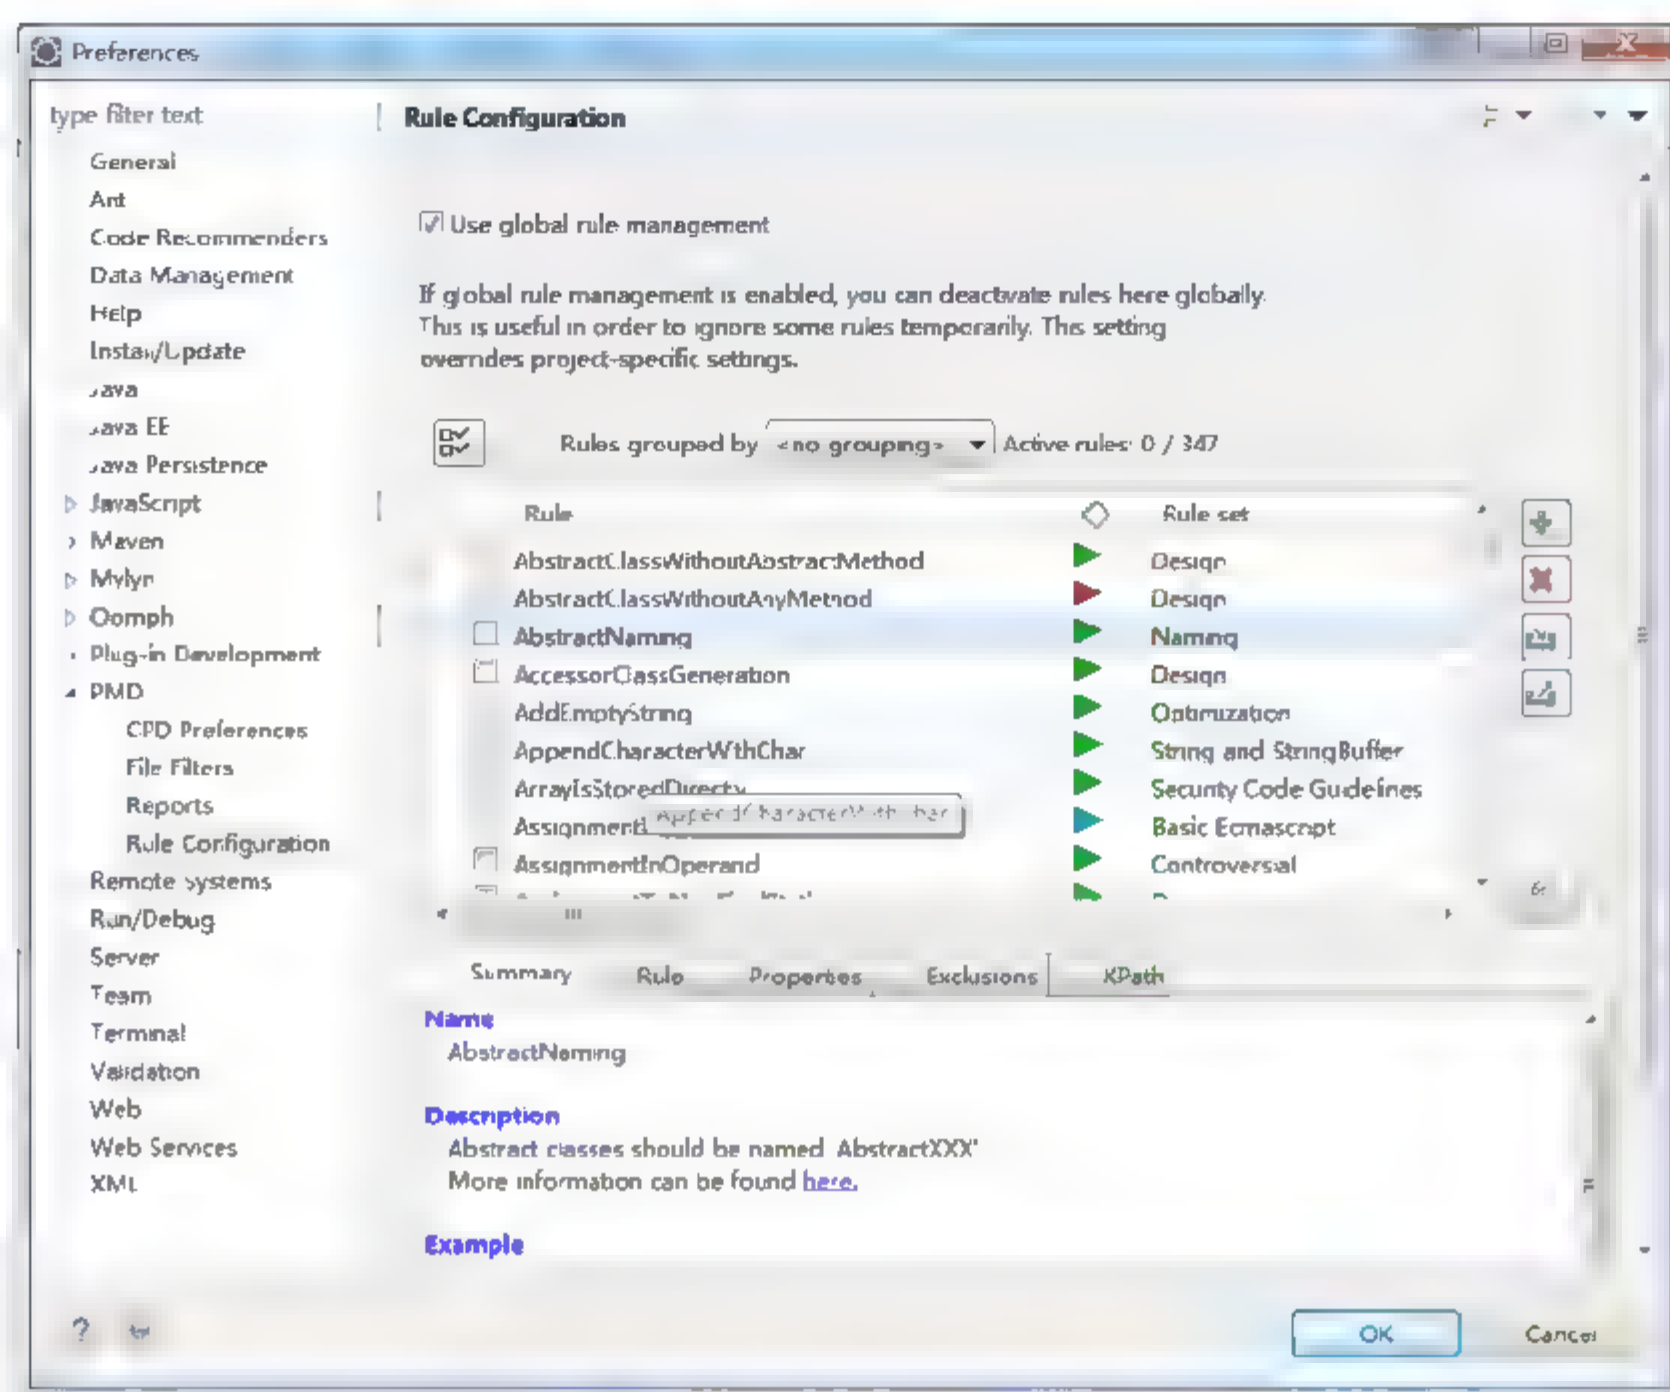 Preferences
type filter text
Rule Configuration
General
Ant
Code Recommenders
Data Management
Help
Install/Update
Java
Java EE
Java Persistence
JavaScript
Maven
Mylyn
Oomph
Plug-in Development
PMD
CPD Preferences
File Filters
Reports
Rule Configuration
Remote Systems
Run/Debug
Server
Team
Terminal
Validation
Web
Web Services
XML
Use global rule management
If global rule management is enabled, you can deactivate rules here globally.
This is useful in order to ignore some rules temporarily. This setting
overrides project-specific settings.
Rules grouped by <no grouping> Active rules: 0 / 347
Rule Rule set
AbstractClassWithoutAbstractMethod Design
AbstractClassWithoutAnyMethod Design
AbstractNaming Naming
AccessorClassGeneration Design
AddEmptyString Optimization
AppendCharacterWithChar String and StringBuffer
ArrayIsStoredDirectly Security Code Guidelines
AppendCharacterWithChar
Basic Ecmascript
AssignmentInOperand Controversial
Summary Rule Properties Exclusions XPath
Name
AbstractNaming
Description
Abstract classes should be named 'AbstractXXX'
More information can be found here.
Example
OK Cancel